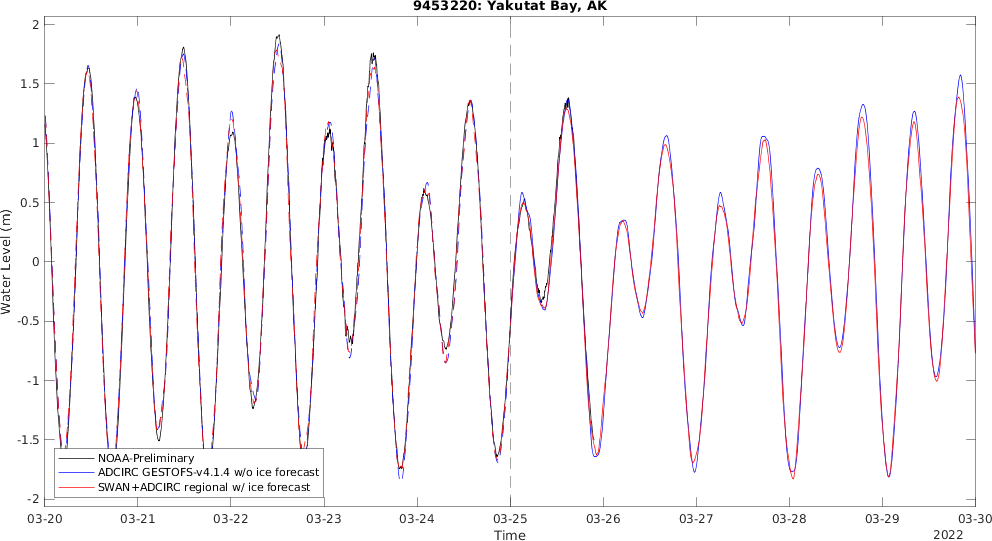 9453220: Yakutat Bay, AK
2
1.5
1
0.5
0
-0.5
-1
-1.5
-2
Water Level (m)
NOAA-Preliminary
ADCIRC GESTOFS-v4.1.4 w/o ice forecast
SWAN+ADCIRC regional w/ ice forecast
03-20 03-21 03-22 03-23 03-24 03-25 03-26 03-27 03-28 03-29 03-30
Time
2022